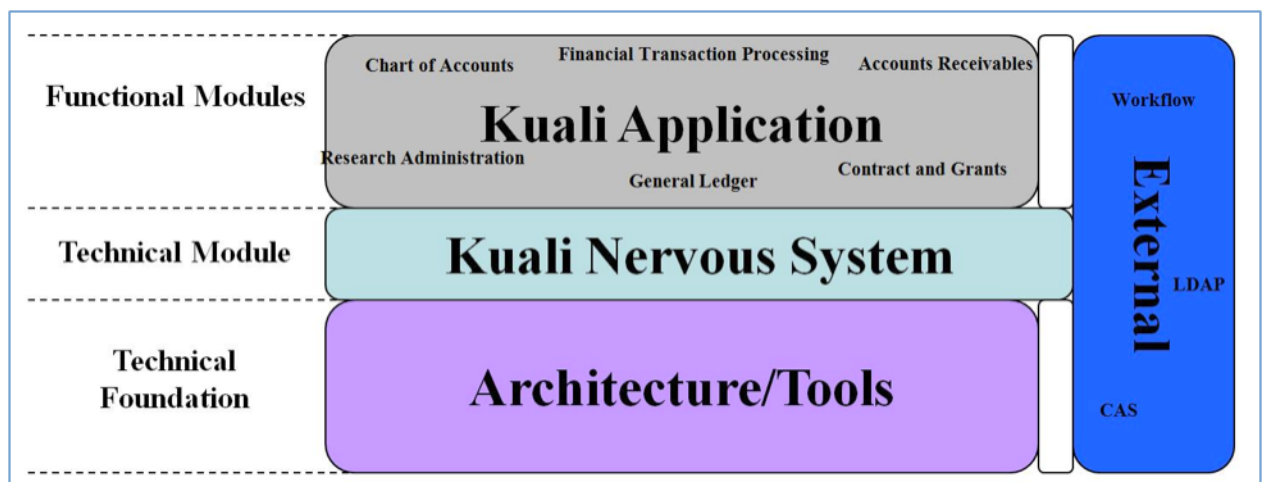 Functional Modules
Chart of Accounts
Financial Transaction Processing
Accounts Receivables
Kuali Application
Research Administration
General Ledger
Contract and Grants
Technical Module
Kuali Nervous System
Technical
Foundation
Architecture/Tools
Workflow
External
LDAP
CAS